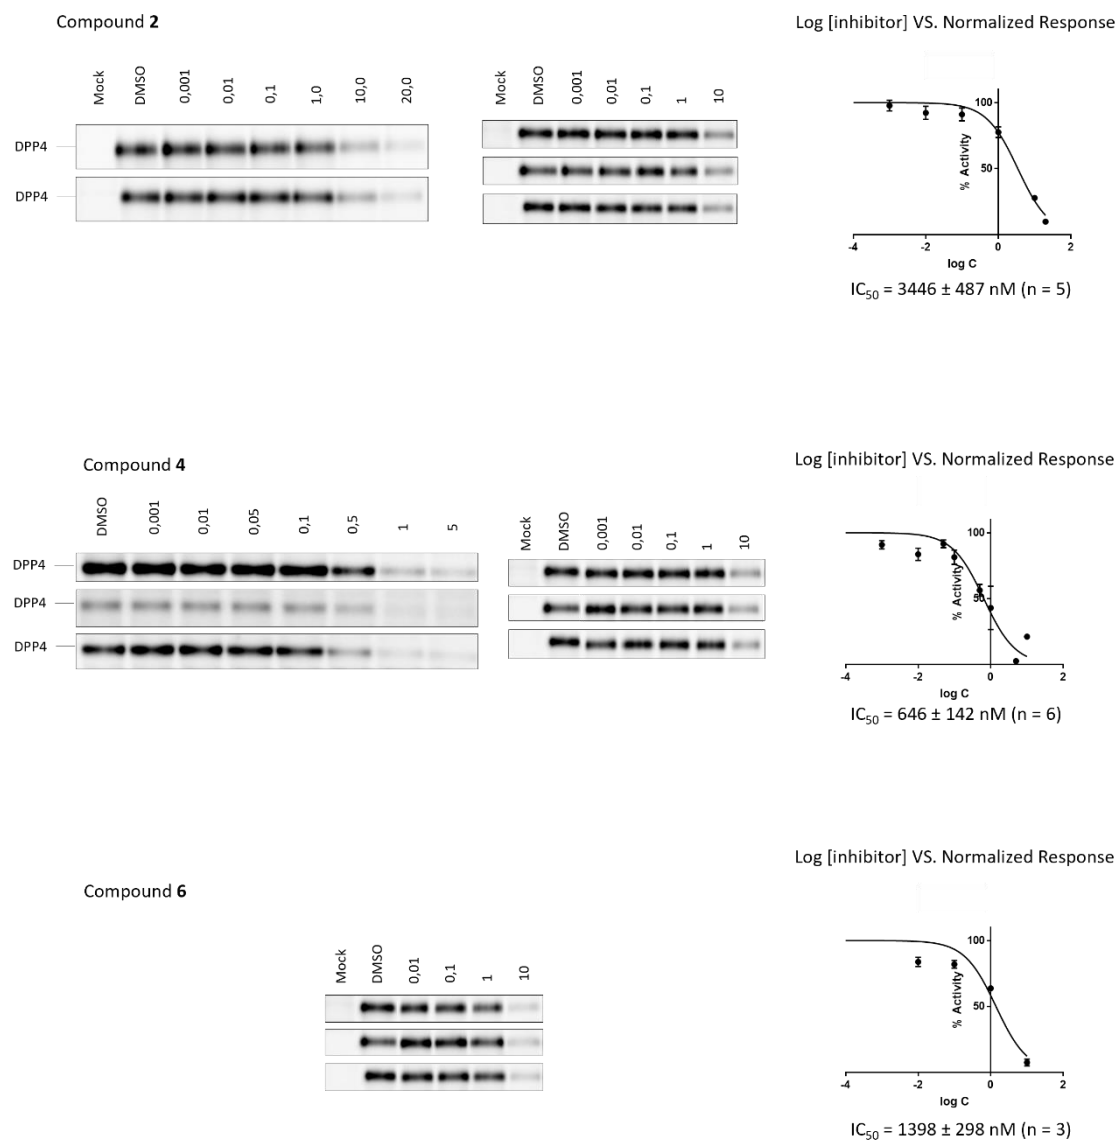 Compound 2
Log [inhibitor] VS. Normalized Response
Mock DMSO 0,001 0,01 0,1 1,0 10,0 20,0
Mock DMSO 0,001 0,01 0,1 1 10
DPP4
DPP4
100
50
% Activity
-4 -2 0 2
log C
IC50 = 3446 ± 487 nM (n = 5)
Compound 4
Log [inhibitor] VS. Normalized Response
DMSO 0,001 0,01 0,05 0,1 0,5 1 5
Mock DMSO 0,001 0,01 0,1 1 10
DPP4
DPP4
DPP4
100
50
% Activity
-4 -2 0 2
log C
IC50 = 646 ± 142 nM (n = 6)
Log [inhibitor] VS. Normalized Response
Compound 6
Mock DMSO 0,01 0,1 1 10
100
50
% Activity
-4 -2 0 2
log C
IC50 = 1398 ± 298 nM (n = 3)